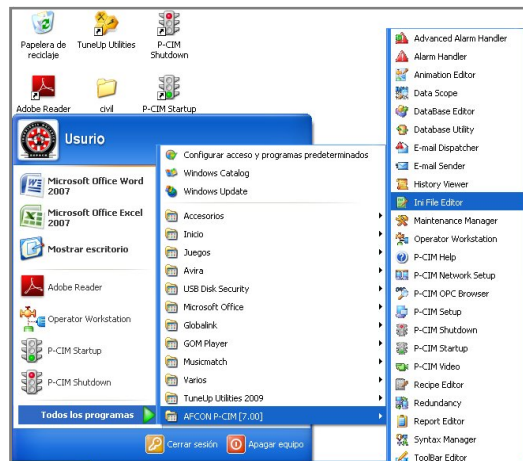 Papelera de
reciclaje
TuneUp Utilities
P-CIM
Shutdown
Adobe Reader
civil
P-CIM Startup
Usurio
Microsoft Office Word
2007
Microsoft Office Excel
2007
Mostrar escritorio
Adobe Reader
Operator Workstation
P-CIM Startup
P-CIM Shutdown
Todos los programas
Cerrar sesión
Apagar equipo
Configurar acceso y programas predeterminados
Windows Catalog
Windows Update
Accesorios
Inicio
Juegos
Avira
USB Disk Security
Microsoft Office
Globalink
GOM Player
Musicmatch
Varios
TuneUp Utilities 2009
AFCON P-CIM [7.00]
Advanced Alarm Handler
Alarm Handler
Animation Editor
Data Scope
DataBase Editor
Database Utility
E-mail Dispatcher
E-mail Sender
History Viewer
Ini File Editor
Maintenance Manager
Operator Workstation
P-CIM Help
P-CIM Network Setup
P-CIM OPC Browser
P-CIM Setup
P-CIM Shutdown
P-CIM Startup
P-CIM Video
Recipe Editor
Redundancy
Report Editor
Syntax Manager
ToolBar Editor